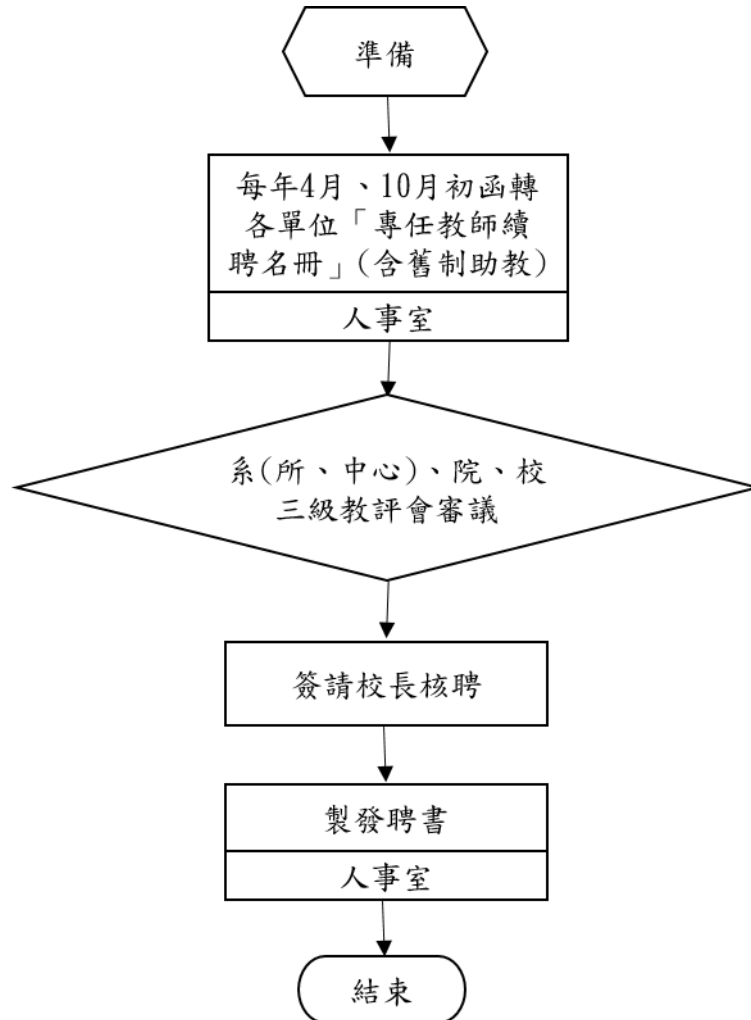 準備
每年4月、10月初函轉
各單位「專任教師續
聘名冊」(含舊制助教)
人事室
系(所、中心)、院、校
三級教評會審議
簽請校長核聘
製發聘書
人事室
結束